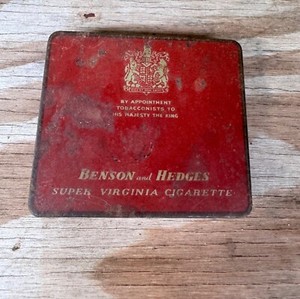 BY APPOINTMENT
TOBACCONISTS TO
HIS MAJESTY THE KING
BENSON and HEDGES
SUPER VIRGINIA CIGARETTE